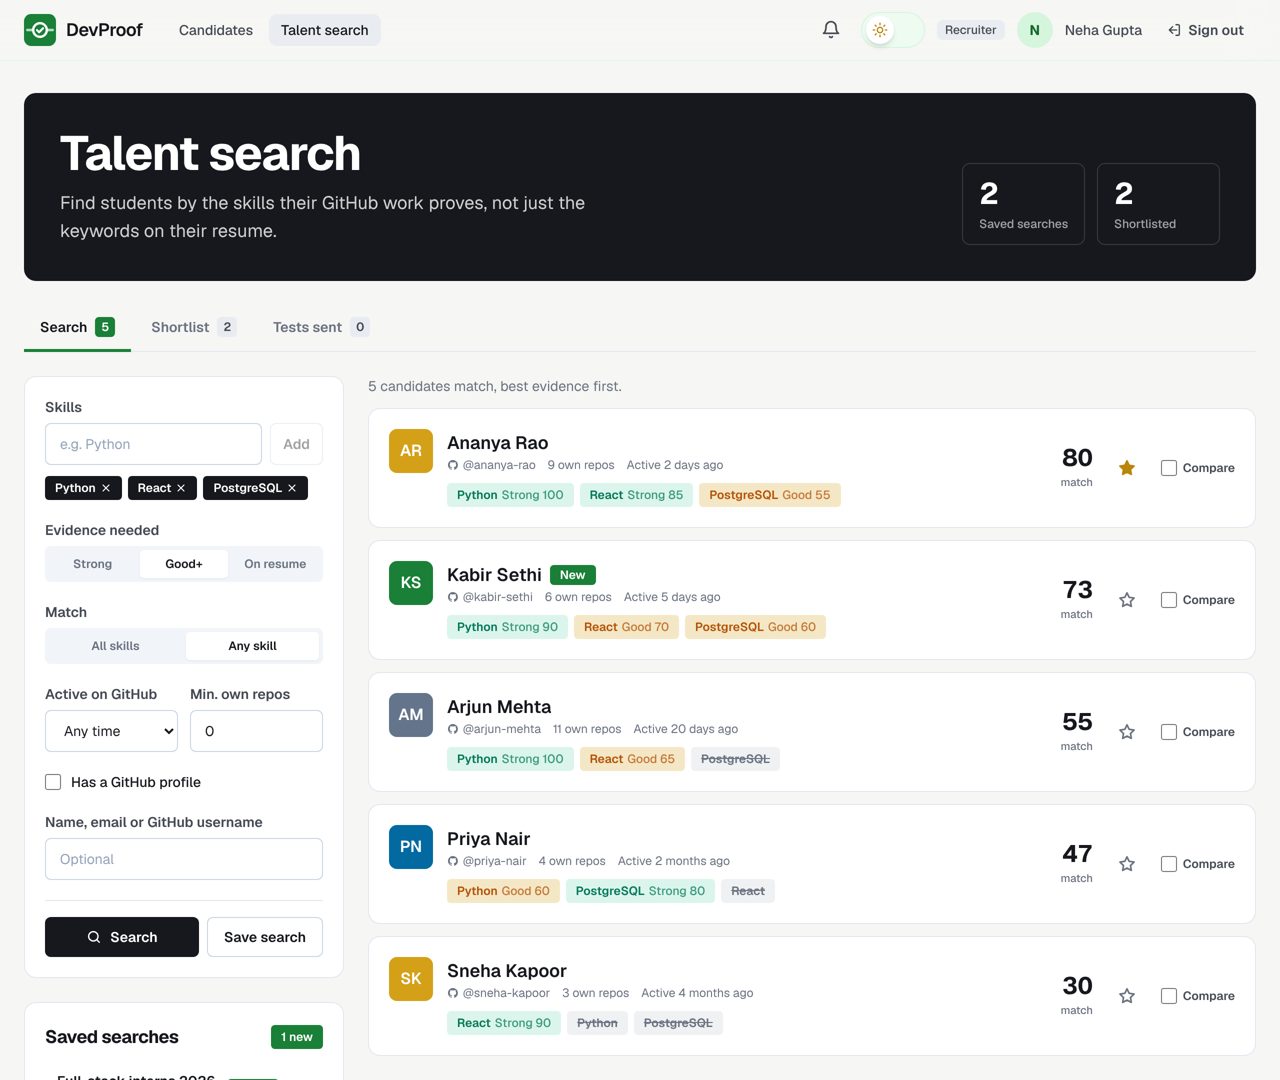 DevProof
Candidates
Talent search
Recruiter
N
Neha Gupta
Sign out
Talent search
Find students by the skills their GitHub work proves, not just the
keywords on their resume.
2
Saved searches
2
Shortlisted
Search 5
Shortlist 2
Tests sent 0
Skills
e.g. Python
Add
Python ×
React ×
PostgreSQL ×
Evidence needed
Strong
Good+
On resume
Match
All skills
Any skill
Active on GitHub
Min. own repos
Any time
0
Has a GitHub profile
Name, email or GitHub username
Optional
Search
Save search
Saved searches
1 new
Full-stack interns 2026
5 candidates match, best evidence first.
AR
Ananya Rao
@ananya-rao 9 own repos Active 2 days ago
Python Strong 100 React Strong 85 PostgreSQL Good 55
80
match
Compare
KS
Kabir Sethi New
@kabir-sethi 6 own repos Active 5 days ago
Python Strong 90 React Good 70 PostgreSQL Good 60
73
match
Compare
AM
Arjun Mehta
@arjun-mehta 11 own repos Active 20 days ago
Python Strong 100 React Good 65 PostgreSQL
55
match
Compare
PN
Priya Nair
@priya-nair 4 own repos Active 2 months ago
Python Good 60 PostgreSQL Strong 80 React
47
match
Compare
SK
Sneha Kapoor
@sneha-kapoor 3 own repos Active 4 months ago
React Strong 90 Python PostgreSQL
30
match
Compare